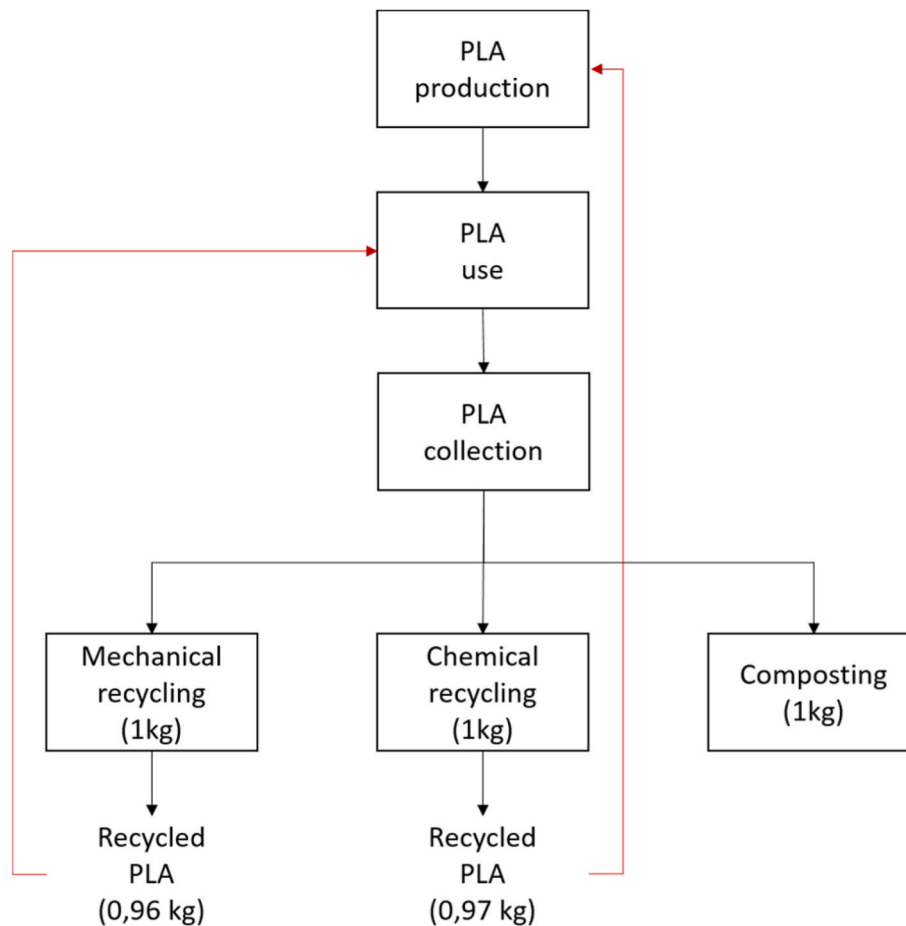 PLA
production
PLA
use
PLA
collection
Mechanical
recycling
(1kg)
Chemical
recycling
(1kg)
Composting
(1kg)
Recycled
PLA
(0,96 kg)
Recycled
PLA
(0,97 kg)